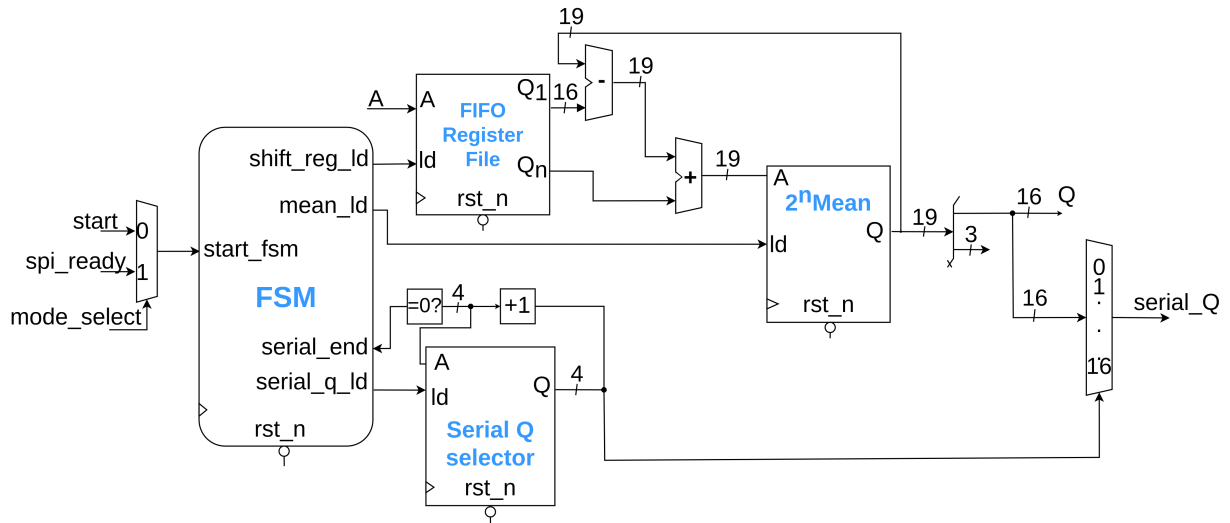 19
A
A
Q1
16
-
19
FIFO
Register
File
shift_reg_ld
ld
Qn
rst_n
+
19
A
2nMean
Q
19
16
Q
3
mean_ld
ld
rst_n
start
0
spi_ready
1
mode_select
start_fsm
FSM
=0?
4
+1
serial_end
serial_q_ld
rst_n
A
ld
Q
4
Serial Q
selector
rst_n
16
0
1
.
.
.
16
serial_Q